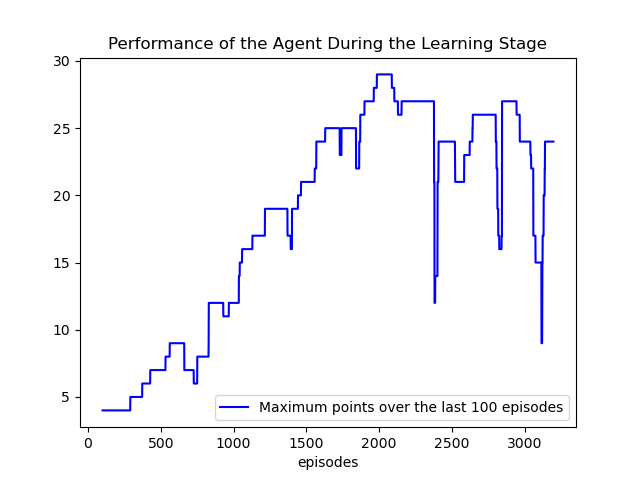 Performance of the Agent During the Learning Stage
30
25
20
15
10
5
Maximum points over the last 100 episodes
0 500 1000 1500 2000 2500 3000
episodes